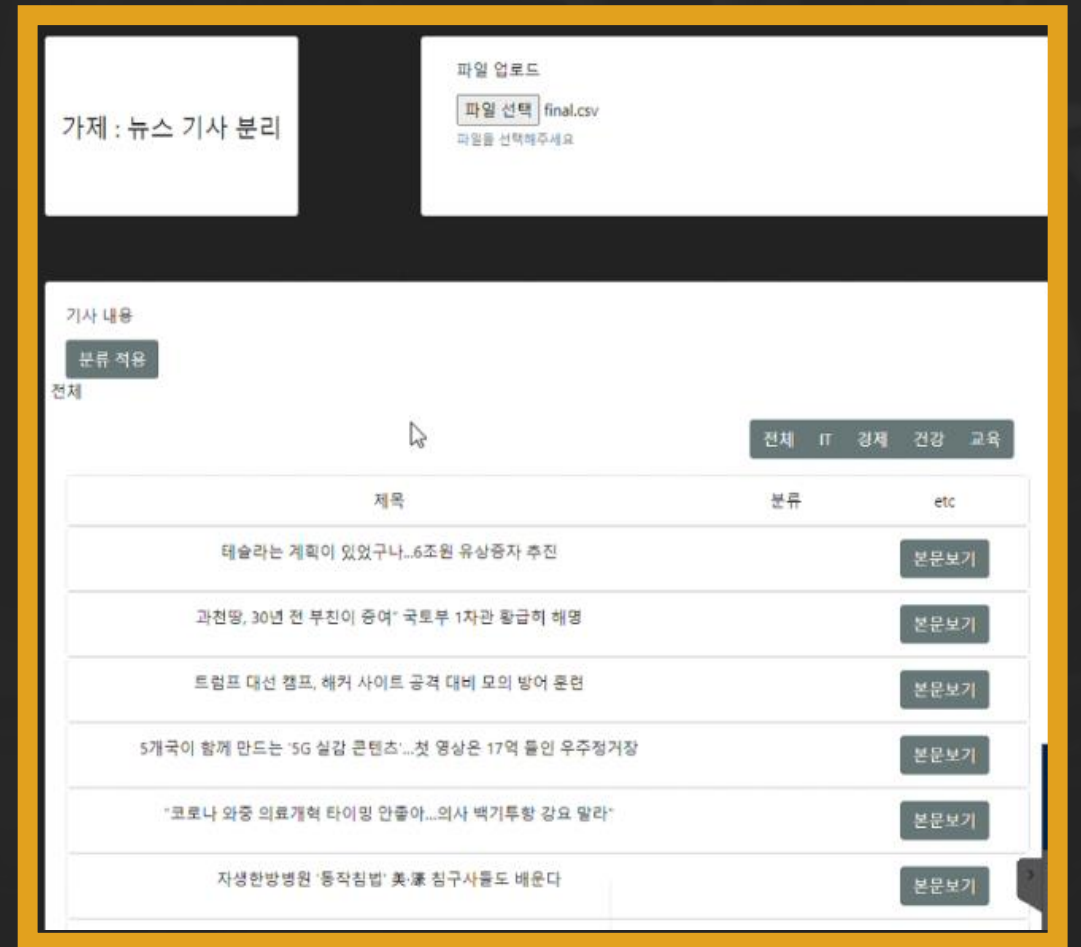 가제 : 뉴스 기사 분리
파일 업로드
파일 선택 final.csv
파일을 선택해주세요
기사 내용
분류 적용
전체
전체 IT 경제 건강 교육
제목 분류 etc
테슬라는 계획이 있었구나...6조원 유상증자 추진 본문보기
과천땅, 30년 전 부친이 증여" 국토부 1차관 황급히 해명 본문보기
트럼프 대선 캠프, 해커 사이트 공격 대비 모의 방어 훈련 본문보기
5개국이 함께 만드는 '5G 실감 콘텐츠'...첫 영상은 17억 들인 우주정거장 본문보기
"코로나 와중 의료개혁 타이밍 안좋아...의사 백기투항 강요 말라" 본문보기
자생한방병원 '동작침법' 美· 침구사들도 배운다 본문보기